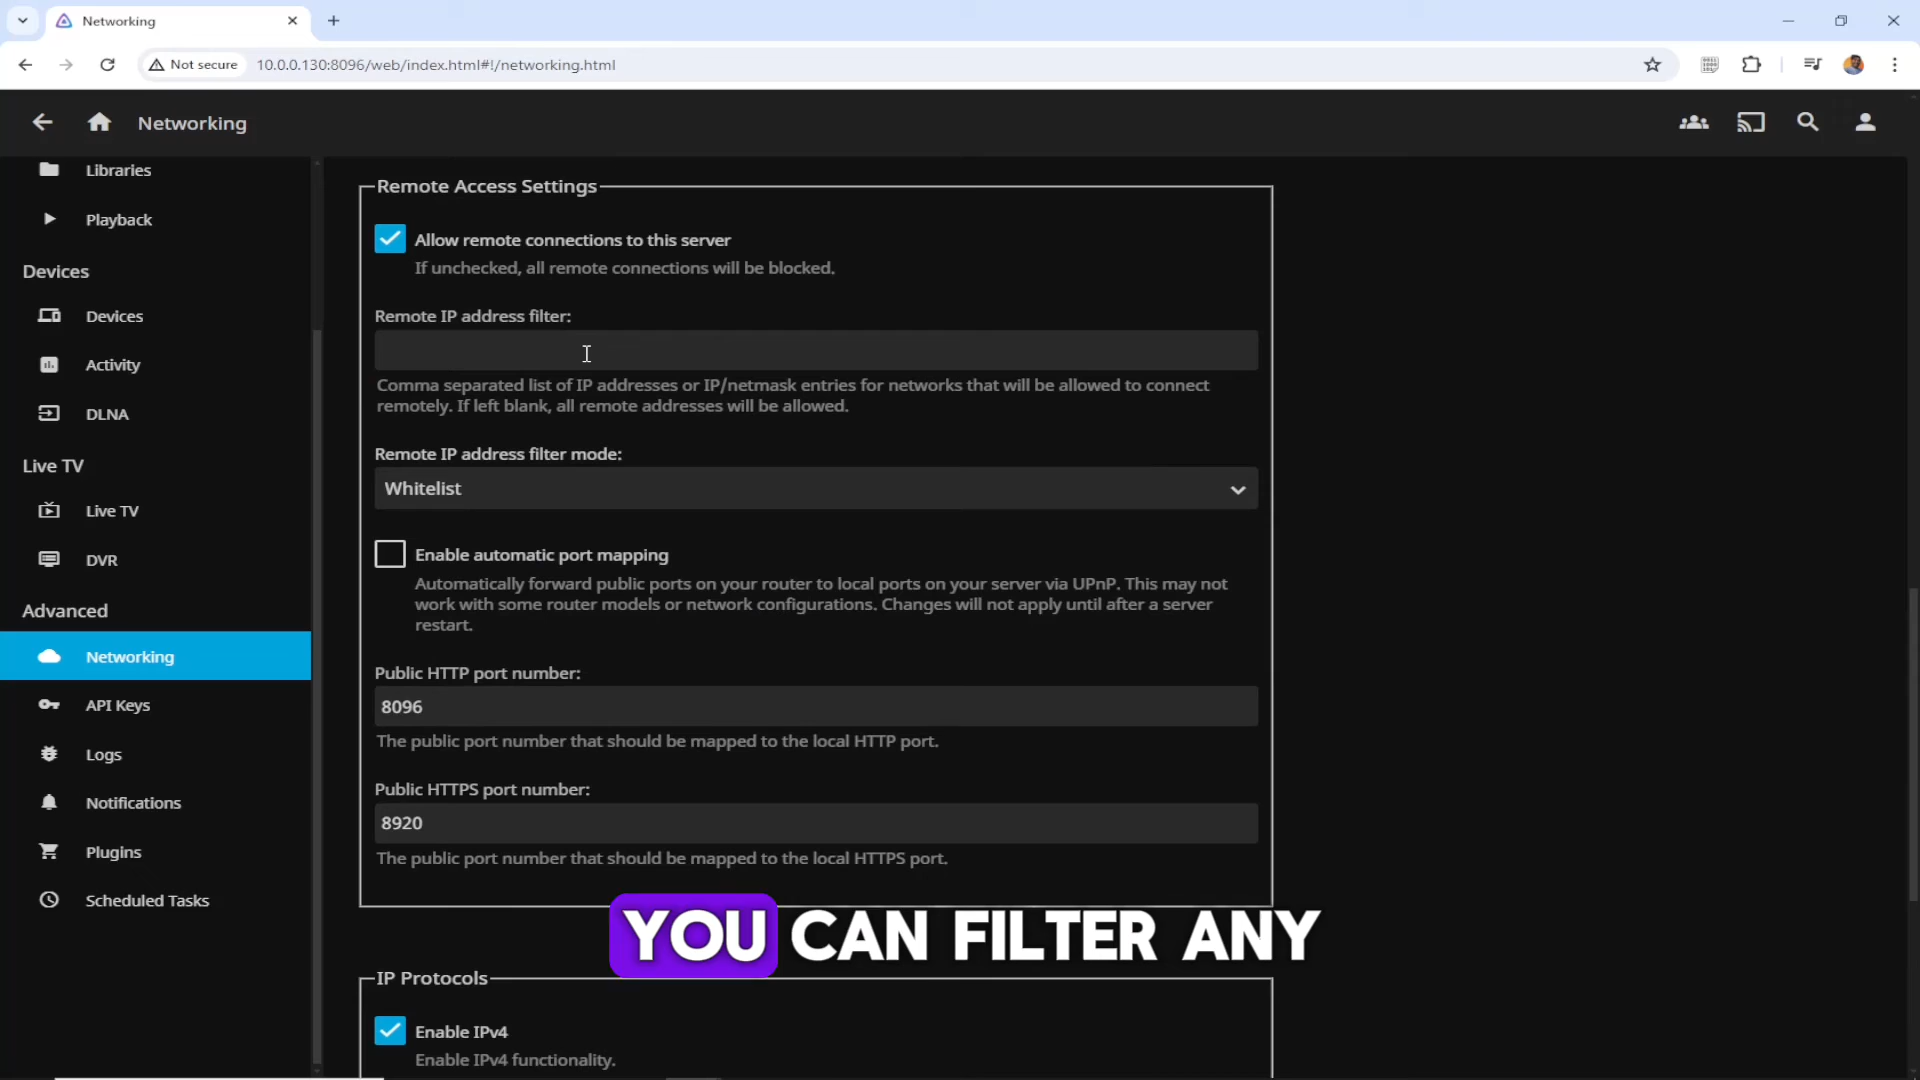 Networking
Not secure
10.0.0.130:8096/web/index.html#!/networking.html
Networking
Libraries
Playback
Devices
Devices
Activity
DLNA
Live TV
Live TV
DVR
Advanced
Networking
API Keys
Logs
Notifications
Plugins
Scheduled Tasks
Remote Access Settings
Allow remote connections to this server
If unchecked, all remote connections will be blocked.
Remote IP address filter:
Comma separated list of IP addresses or IP/netmask entries for networks that will be allowed to connect
remotely. If left blank, all remote addresses will be allowed.
Remote IP address filter mode:
Whitelist
Enable automatic port mapping
Automatically forward public ports on your router to local ports on your server via UPnP. This may not
work with some router models or network configurations. Changes will not apply until after a server
restart.
Public HTTP port number:
8096
The public port number that should be mapped to the local HTTP port.
Public HTTPS port number:
8920
The public port number that should be mapped to the local HTTPS port.
YOU CAN FILTER ANY
IP Protocols
Enable IPv4
Enable IPv4 functionality.